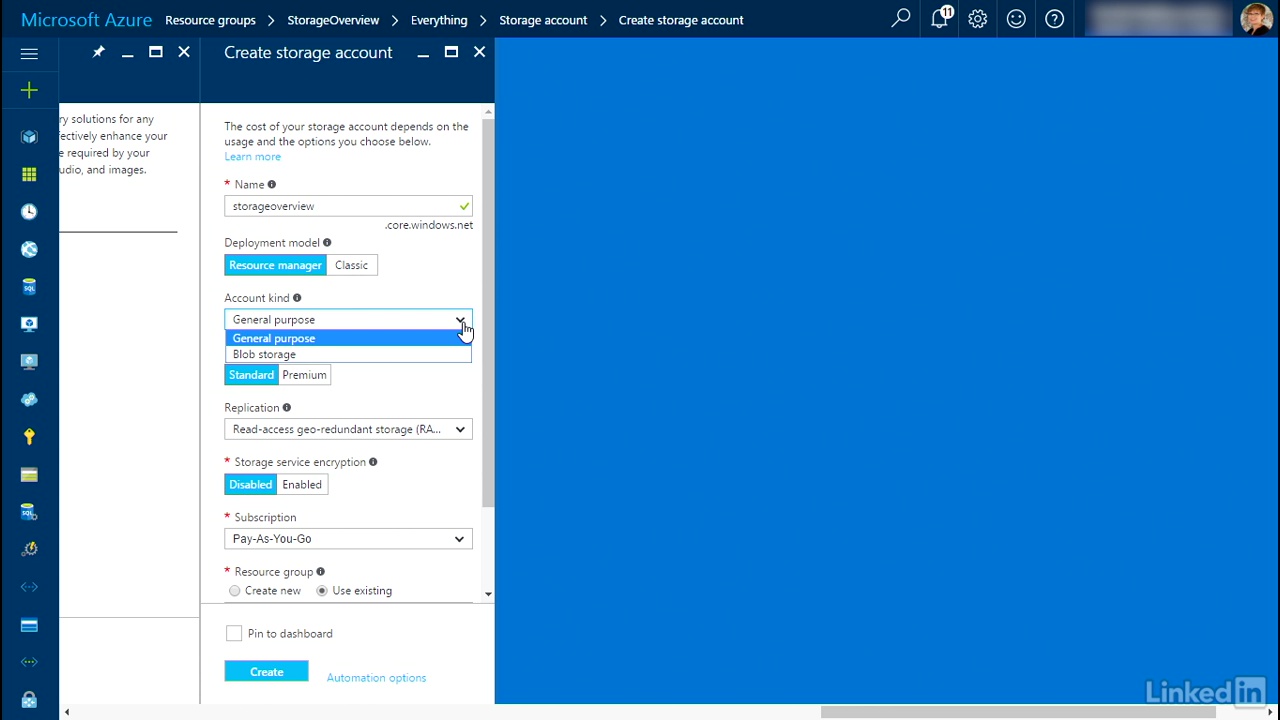 Microsoft Azure Resource groups > StorageOverview > Everything > Storage account > Create storage account
11
Create storage account
ry solutions for any
fectively enhance your
e required by your
udio, and images.
The cost of your storage account depends on the
usage and the options you choose below.
Learn more
* Name
storageoverview
.core.windows.net
Deployment model
Resource manager Classic
Account kind
General purpose
General purpose
Blob storage
Standard Premium
Replication
Read-access geo-redundant storage (RA...
* Storage service encryption
Disabled Enabled
* Subscription
Pay-As-You-Go
* Resource group
Create new Use existing
Pin to dashboard
Create Automation options
SQL
SQL
LinkedIn